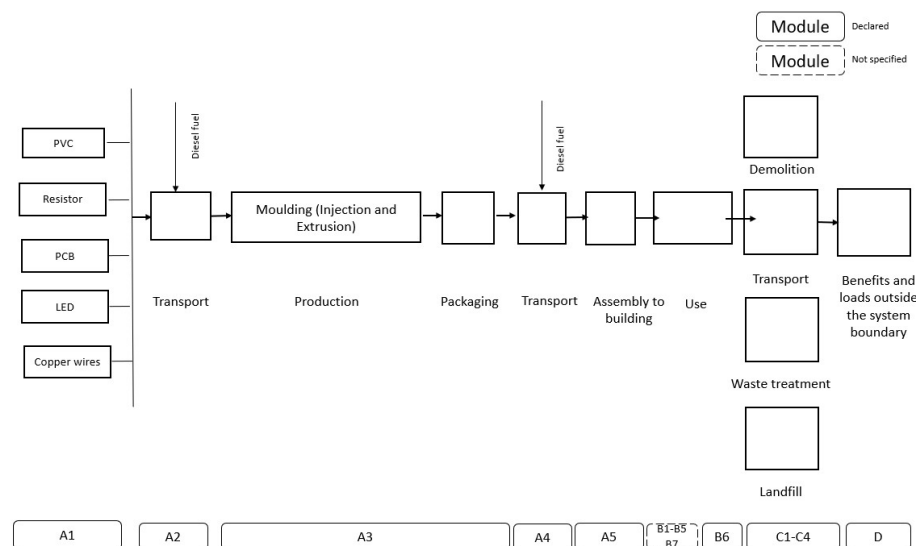 Module
Declared
Module
Not specified
PVC
Resistor
PCB
LED
Copper wires
Diesel fuel
Transport
Moulding (Injection and
Extrusion)
Production
Packaging
Diesel fuel
Transport
Assembly to
building
Use
Demolition
Transport
Waste treatment
Landfill
Benefits and
loads outside
the system
boundary
A1
A2
A3
A4
A5
B1-B5
B7
B6
C1-C4
D